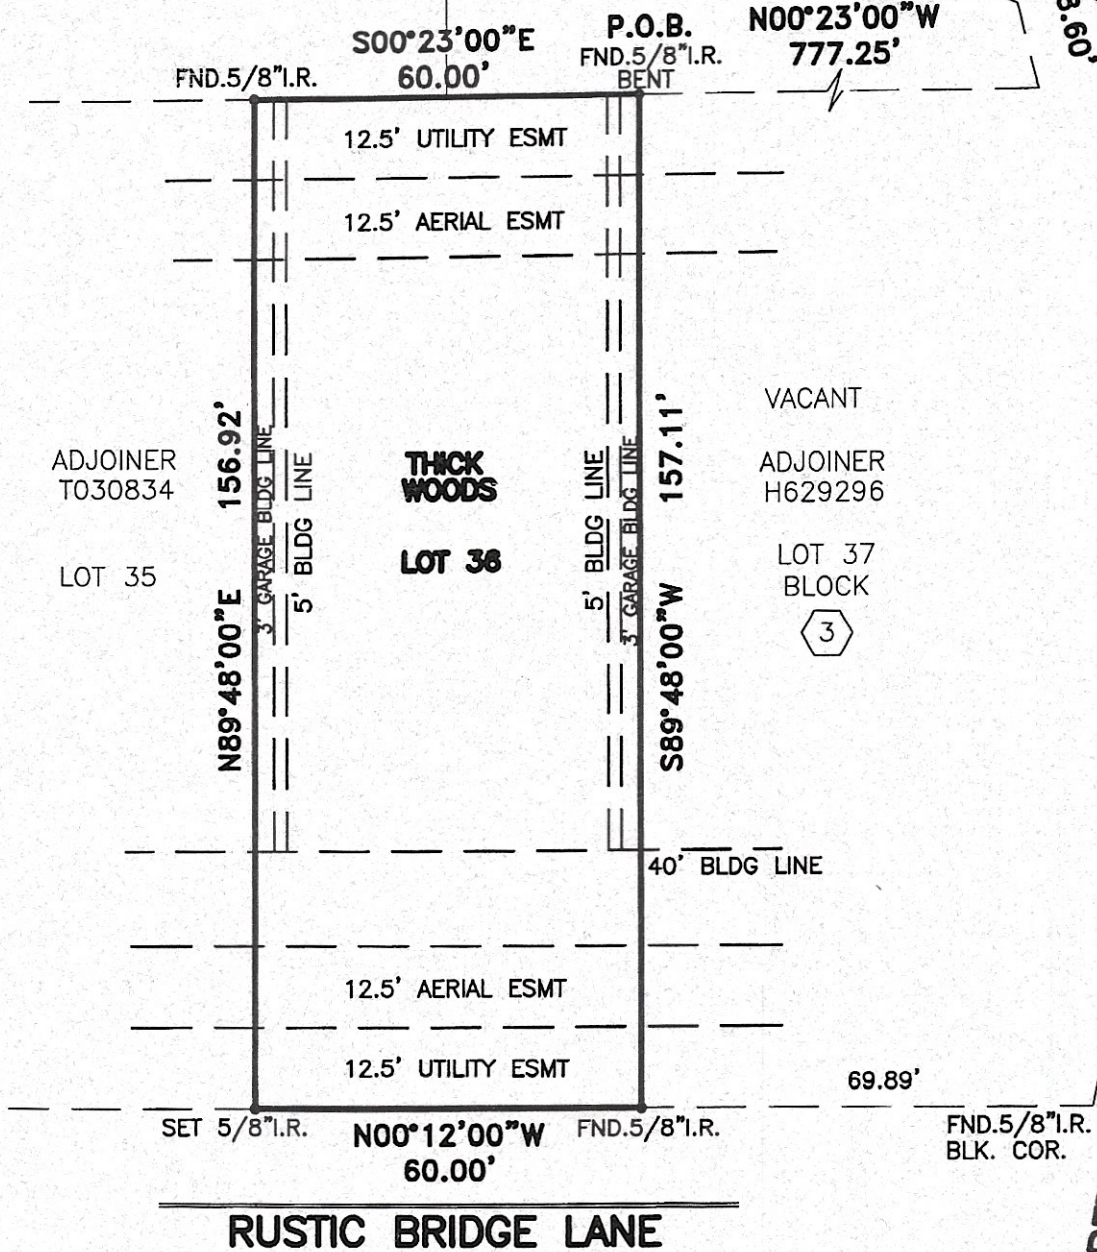 S00°23'00"E
60.00'
P.O.B.
FND.5/8"I.R.
BENT
N00°23'00"W
777.25'
3.60'
FND.5/8"I.R.
12.5' UTILITY ESMT
12.5' AERIAL ESMT
ADJOINER
T030834
LOT 35
N89°48'00"E 156.92'
3' GARAGE BLDG LINE
5' BLDG LINE
THICK
WOODS
LOT 36
5' BLDG LINE
3' GARAGE BLDG LINE
S89°48'00"W 157.11'
VACANT
ADJOINER
H629296
LOT 37
BLOCK
3
40' BLDG LINE
12.5' AERIAL ESMT
12.5' UTILITY ESMT
69.89'
SET 5/8"I.R.
N00°12'00"W
60.00'
FND.5/8"I.R.
FND.5/8"I.R.
BLK. COR.
RUSTIC BRIDGE LANE